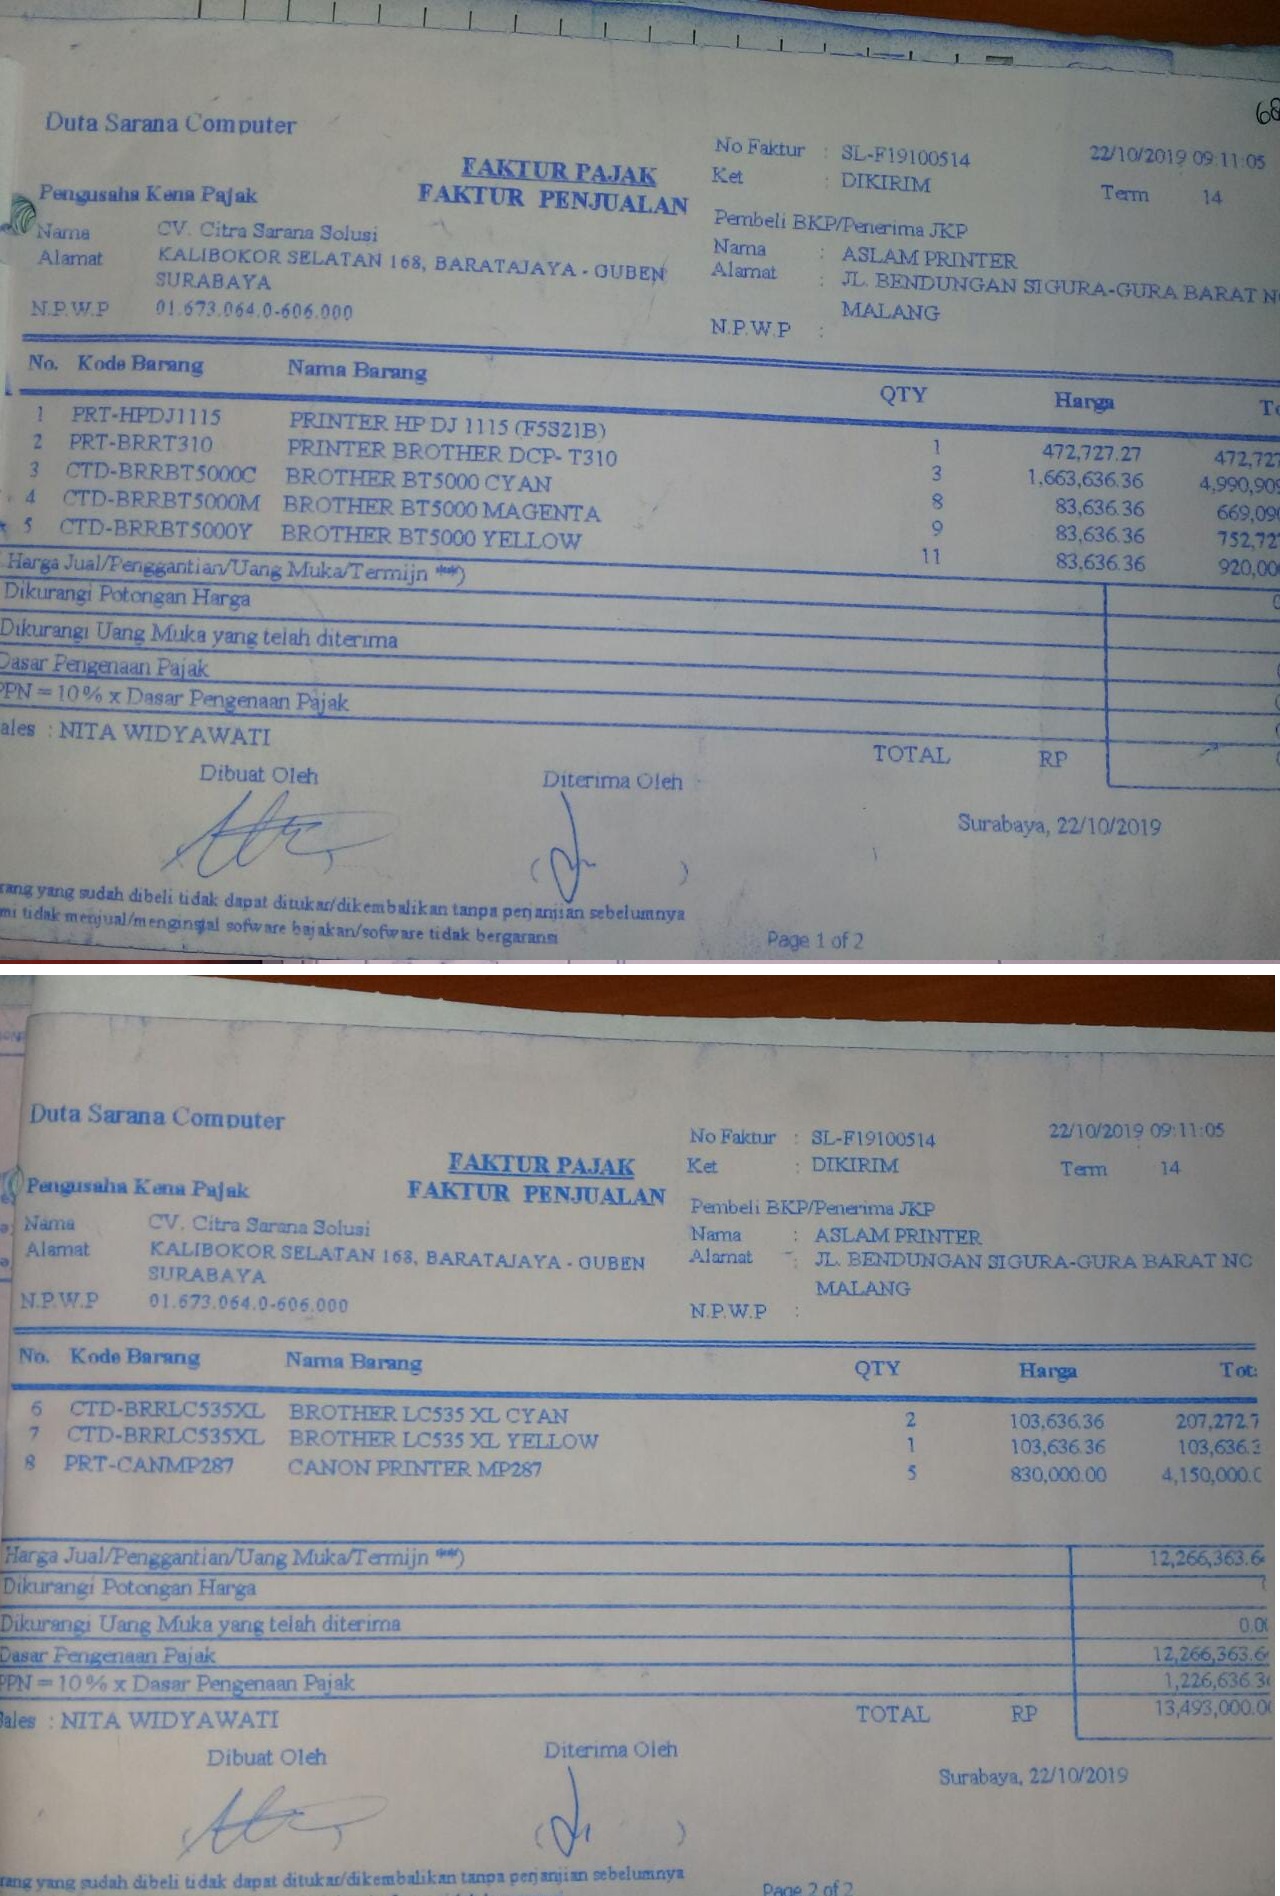 68
Duta Sarana Computer
FAKTUR PAJAK
FAKTUR PENJUALAN
No Faktur : SL-F19100514 22/10/2019 09:11:05
Ket : DIKIRIM Term 14
Pengusaha Kena Pajak
Nama CV. Citra Sarana Solusi
Alamat KALIBOKOR SELATAN 168, BARATAJAYA - GUBEN
SURABAYA
N.P.W.P 01.673.064.0-606.000
Pembeli BKP/Penerima JKP
Nama : ASLAM PRINTER
Alamat : JL. BENDUNGAN SIGURA-GURA BARAT NO
MALANG
N.P.W.P :
No. Kode Barang Nama Barang QTY Harga To
1 PRT-HPDJ1115 PRINTER HP DJ 1115 (F5S21B) 1 472,727.27 472,727
2 PRT-BRRT310 PRINTER BROTHER DCP- T310 3 1,663,636.36 4,990,909
3 CTD-BRRBT5000C BROTHER BT5000 CYAN 8 83,636.36 669,090
4 CTD-BRRBT5000M BROTHER BT5000 MAGENTA 9 83,636.36 752,727
5 CTD-BRRBT5000Y BROTHER BT5000 YELLOW 11 83,636.36 920,00
Harga Jual/Penggantian/Uang Muka/Termijn **)
Dikurangi Potongan Harga
Dikurangi Uang Muka yang telah diterima
Dasar Pengenaan Pajak
PPN = 10% x Dasar Pengenaan Pajak
ales : NITA WIDYAWATI TOTAL RP
Dibuat Oleh Diterima Oleh
Surabaya, 22/10/2019
rang yang sudah dibeli tidak dapat ditukar/dikembalikan tanpa perjanjian sebelumnya
mi tidak menjual/menginstal sofware bajakan/sofware tidak bergaransi
Page 1 of 2
Duta Sarana Computer
FAKTUR PAJAK
FAKTUR PENJUALAN
No Faktur : SL-F19100514 22/10/2019 09:11:05
Ket : DIKIRIM Term 14
Pengusaha Kena Pajak
Nama CV. Citra Sarana Solusi
Alamat KALIBOKOR SELATAN 168, BARATAJAYA - GUBEN
SURABAYA
N.P.W.P 01.673.064.0-606.000
Pembeli BKP/Penerima JKP
Nama : ASLAM PRINTER
Alamat : JL. BENDUNGAN SIGURA-GURA BARAT NO
MALANG
N.P.W.P :
No. Kode Barang Nama Barang QTY Harga Tot
6 CTD-BRRLC535XL BROTHER LC535 XL CYAN 2 103,636.36 207,272.7
7 CTD-BRRLC535XL BROTHER LC535 XL YELLOW 1 103,636.36 103,636.3
8 PRT-CANMP287 CANON PRINTER MP287 5 830,000.00 4,150,000.0
Harga Jual/Penggantian/Uang Muka/Termijn **) 12,266,363.6
Dikurangi Potongan Harga
Dikurangi Uang Muka yang telah diterima 0.00
Dasar Pengenaan Pajak 12,266,363.6
PPN = 10% x Dasar Pengenaan Pajak 1,226,636.3
ales : NITA WIDYAWATI TOTAL RP 13,493,000.00
Dibuat Oleh Diterima Oleh
Surabaya, 22/10/2019
rang yang sudah dibeli tidak dapat ditukar/dikembalikan tanpa perjanjian sebelumnya
Page 2 of 2